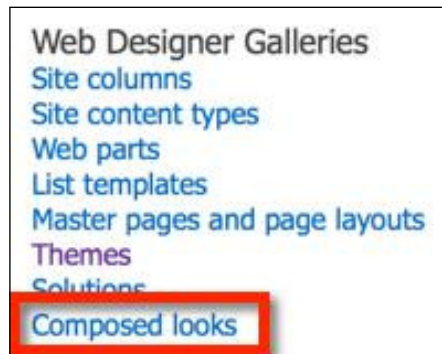 Web Designer Galleries
Site columns
Site content types
Web parts
List templates
Master pages and page layouts
Themes
Solutions
Composed looks